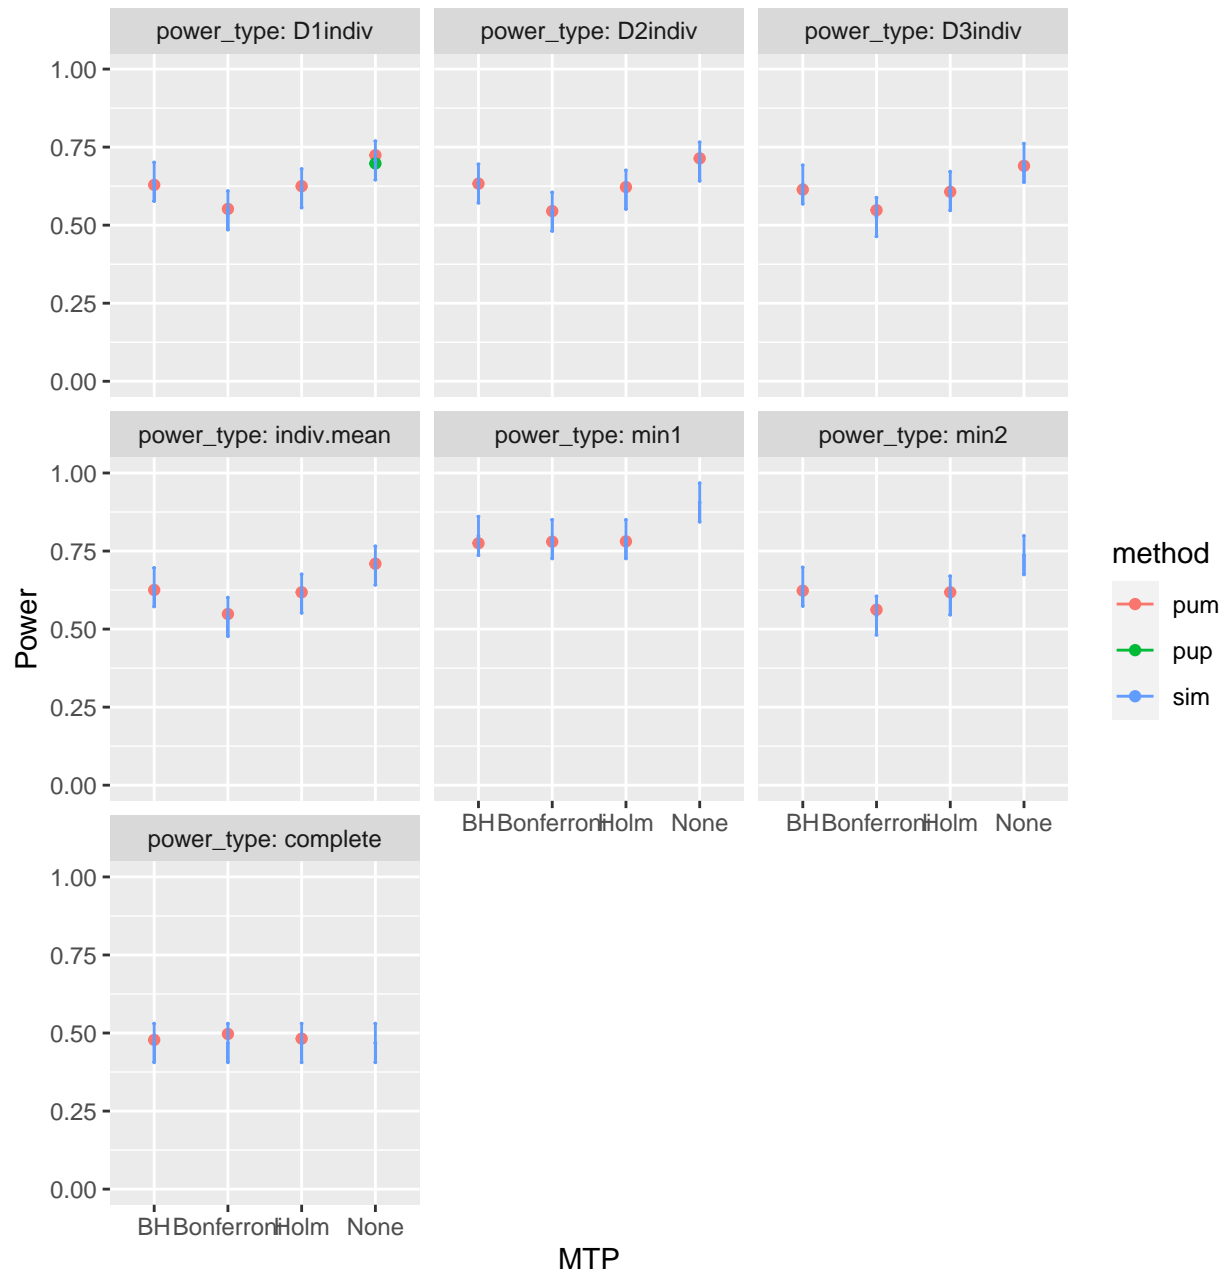 power_type: D1indiv
power_type: D2indiv
power_type: D3indiv
1.00
0.75
0.50
0.25
0.00
power_type: indiv.mean
power_type: min1
power_type: min2
1.00
0.75
0.50
0.25
0.00
BH Bonferroni Holm None
BH Bonferroni Holm None
power_type: complete
1.00
0.75
0.50
0.25
0.00
BH Bonferroni Holm None
MTP
Power
method
pum
pup
sim